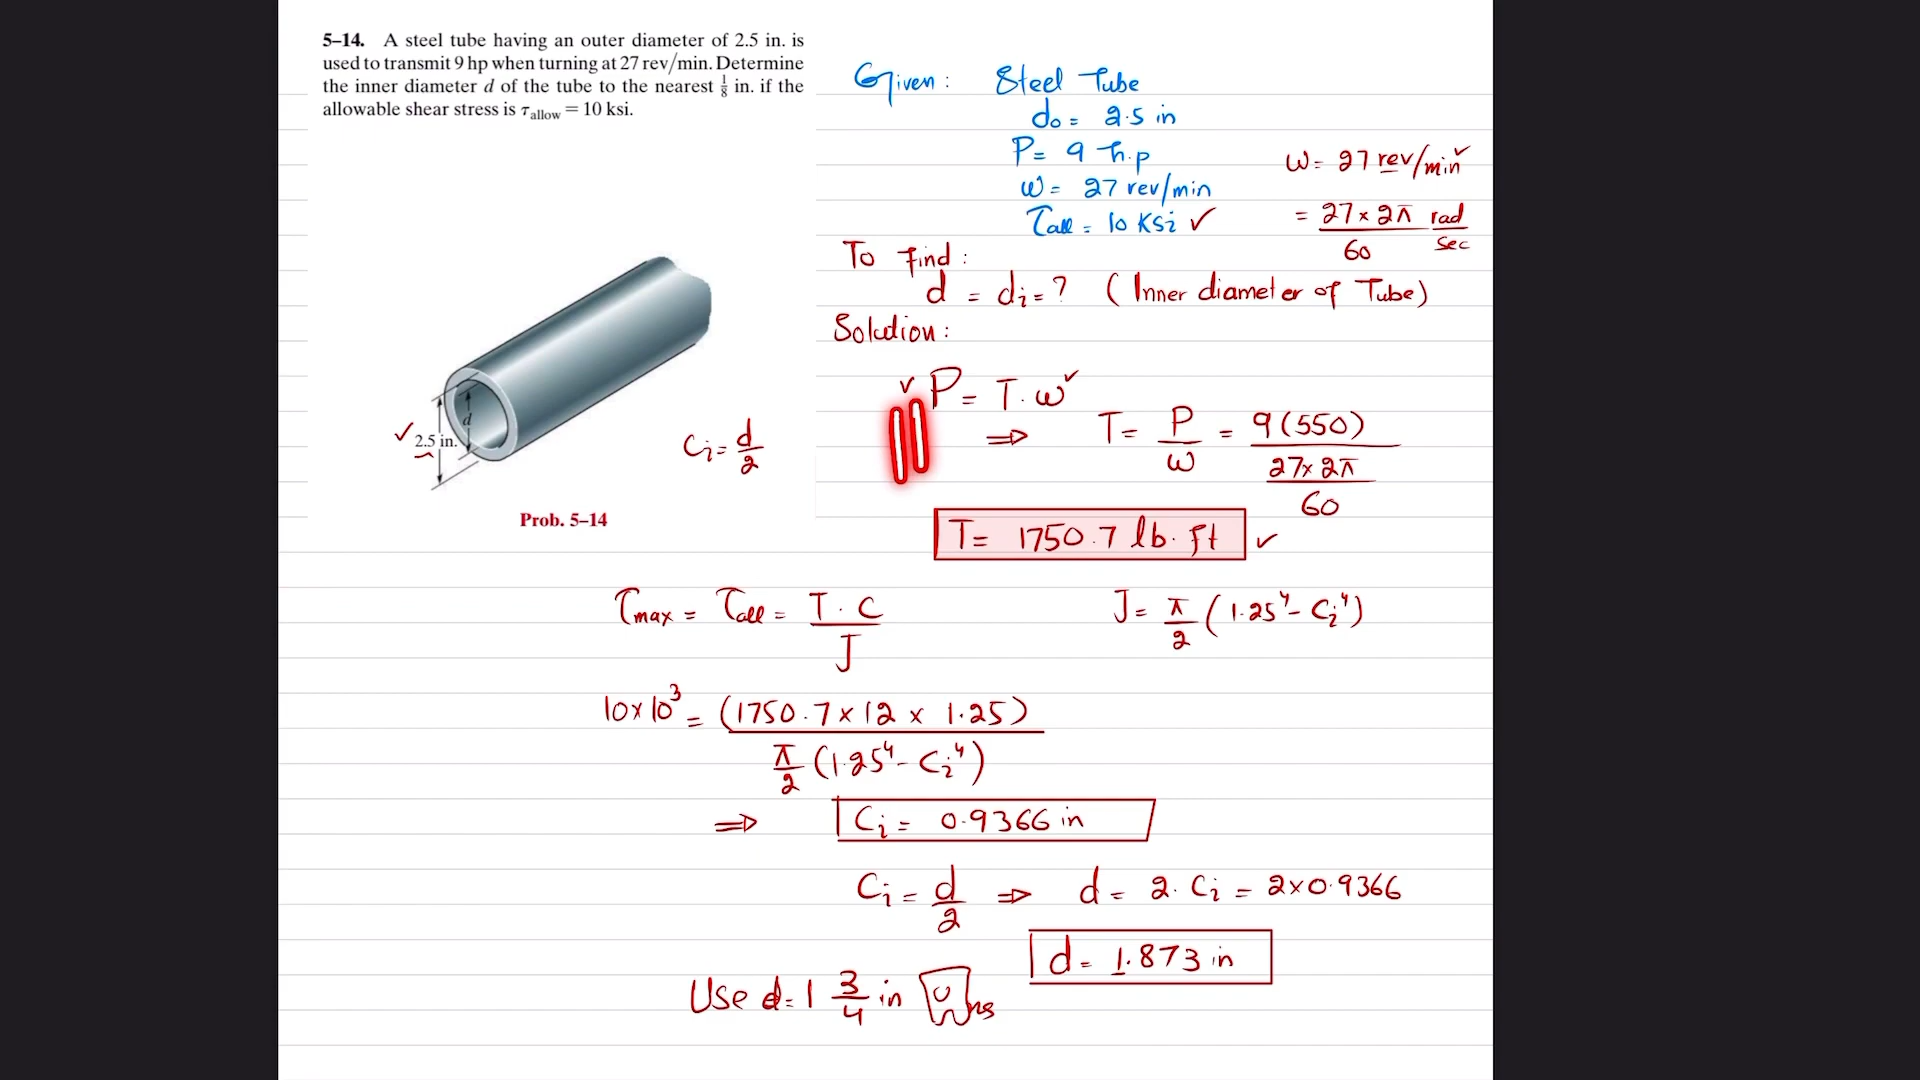 5–14. A steel tube having an outer diameter of 2.5 in. is
used to transmit 9 hp when turning at 27 rev/min. Determine
the inner diameter d of the tube to the nearest 1/8 in. if the
allowable shear stress is τallow = 10 ksi.
d
2.5 in.
Ci = d/2
Prob. 5–14
Given: Steel Tube
do = 2.5 in
P = 9 h.p
ω = 27 rev/min
τall = 10 Ksi ✓
ω = 27 rev/min
= 27 × 2π / 60 rad/sec
To find:
d = di = ? (Inner diameter of Tube)
Solution:
P = T. ω
⇒ T = P/ω = 9(550) / (27 × 2π / 60)
T = 1750.7 lb. ft ✓
τmax = τall = T. C / J
J = π/2 (1.25⁴ - Ci⁴)
10 × 10³ = (1750.7 × 12 × 1.25) / π/2 (1.25⁴ - Ci⁴)
⇒ Ci = 0.9366 in
Ci = d/2 ⇒ d = 2. Ci = 2 × 0.9366
d = 1.873 in
Use d = 1 3/4 in